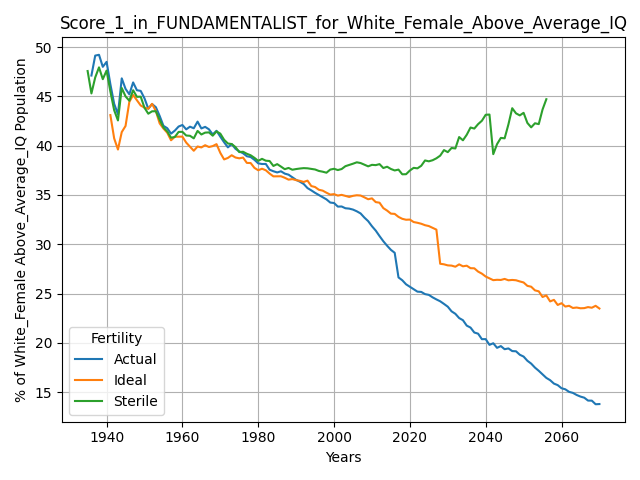 Score_1_in_FUNDAMENTALIST_for_White_Female_Above_Average_IQ
% of White_Female Above_Average_IQ Population
50
45
40
35
30
25
20
15
Fertility
Actual
Ideal
Sterile
1940 1960 1980 2000 2020 2040 2060
Years